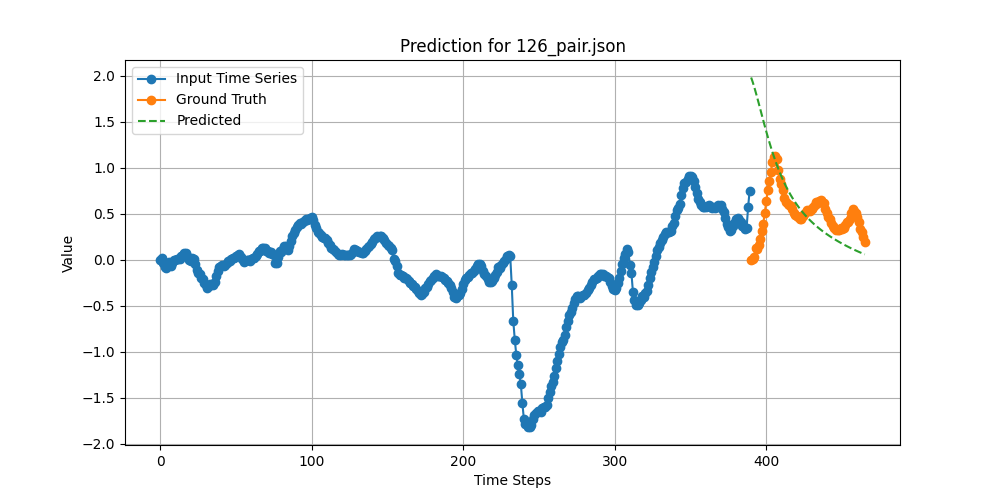 Prediction for 126_pair.json
Input Time Series
Ground Truth
Predicted
2.0
1.5
1.0
0.5
0.0
−0.5
−1.0
−1.5
−2.0
Value
0 100 200 300 400
Time Steps